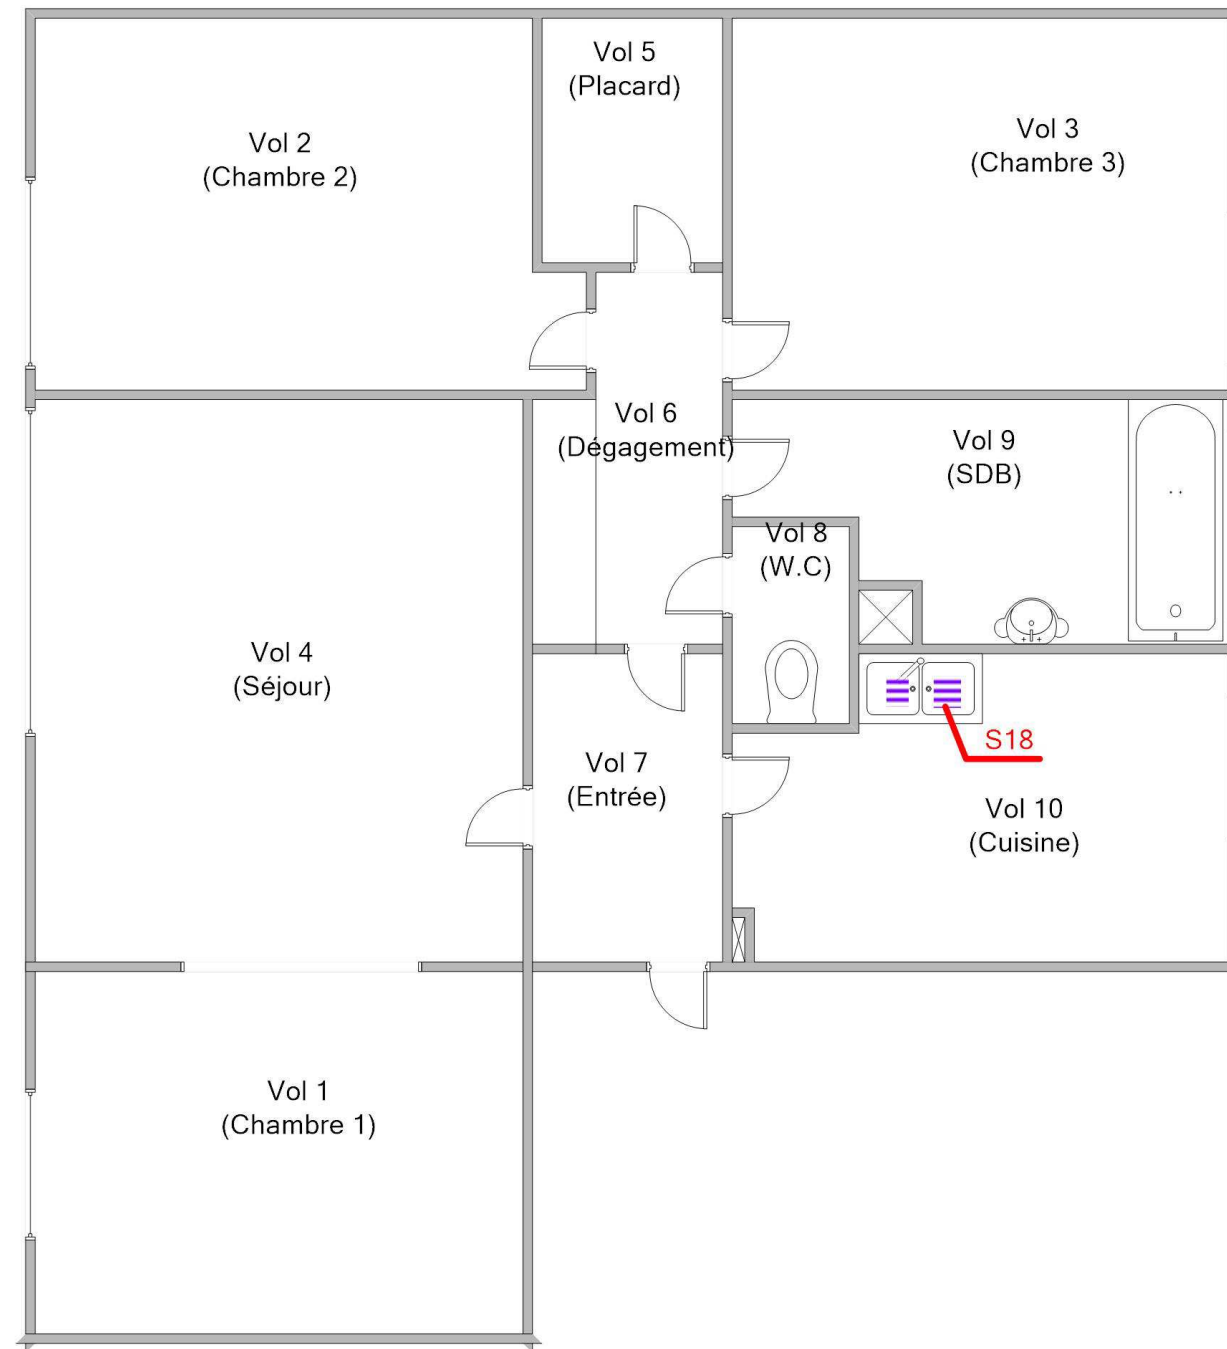 Vol 5
(Placard)
Vol 2
(Chambre 2)
Vol 3
(Chambre 3)
Vol 6
(Dégagement)
Vol 9
(SDB)
Vol 8
(W.C)
Vol 4
(Séjour)
S18
Vol 7
(Entrée)
Vol 10
(Cuisine)
Vol 1
(Chambre 1)